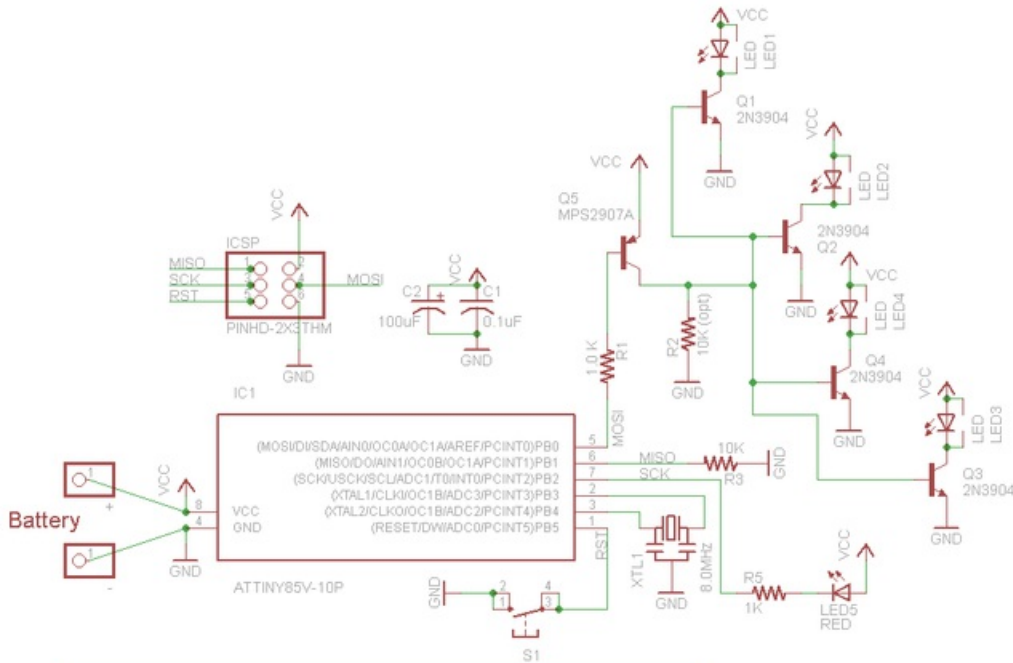 VCC
LED
LED1
Q1
2N3904
GND
VCC
LED
LED2
2N3904
Q2
GND
VCC
Q5
MPS2907A
VCC
LED
LED4
Q4
2N3904
GND
VCC
LED
LED3
Q3
2N3904
GND
R2
10K (opt)
GND
1.0 K
R1
MOSI
VCC
ICSP
MISO
SCK
RST
1
3
5
2
4
6
MOSI
PINHD-2X3THM
GND
VCC
C2
+
100uF
C1
0.1uF
GND
IC1
(MOSI/DI/SDA/AIN0/OC0A/OC1A/AREF/PCINT0)PB0
(MISO/DO/AIN1/OC0B/OC1A/PCINT1)PB1
(SCK/USCK/SCL/ADC1/T0/INT0/PCINT2)PB2
(XTAL1/CLKI/OC1B/ADC3/PCINT3)PB3
(XTAL2/CLKO/OC1B/ADC2/PCINT4)PB4
(RESET/DW/ADC0/PCINT5)PB5
5
6
7
2
3
1
8
VCC
4
GND
ATTINY85V-10P
MISO
SCK
RST
10K
R3
GND
Battery
1
+
1
-
VCC
GND
XTL1
8.0MHz
GND
R5
1K
LED5
RED
VCC
GND
2
1
4
3
S1